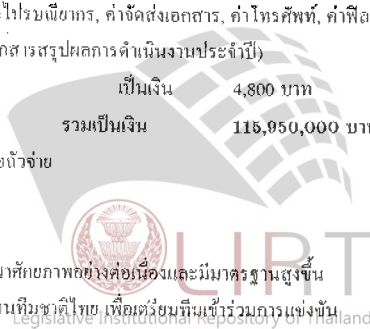 ไปรษณียากร, ค่าจัดส่งเอกสาร, ค่าโทรศัพท์, ค่าฟิล
กสารสรุปผลการดำเนินงานประจำปี)
เป็นเงิน 4,800 บาท
รวมเป็นเงิน 115,950,000 บาท
ถัวจ่าย
นาศักยภาพอย่างต่อเนื่องและมีมาตรฐานสูงขึ้น
LIRT
นทีมชาติไทย เพื่อเตรียมทีมเข้าร่วมการแข่งขัน
Legislative Institutional Repository of Thailand